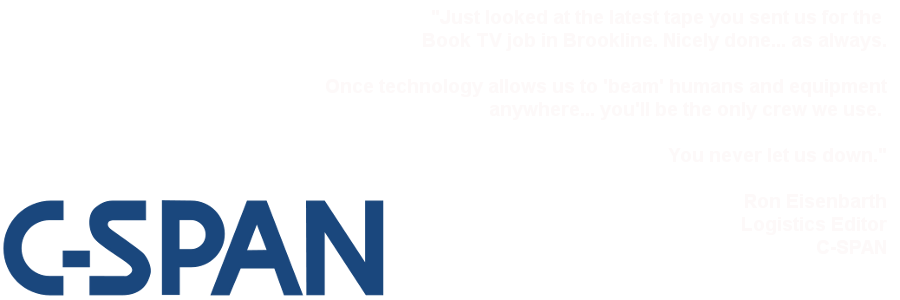 "Just looked at the latest tape you sent us for the
Book TV job in Brookline. Nicely done... as always.
Once technology allows us to 'beam' humans and equipment
anywhere... you'll be the only crew we use.
You never let us down."
Ron Eisenbarth
Logistics Editor
C-SPAN
C-SPAN